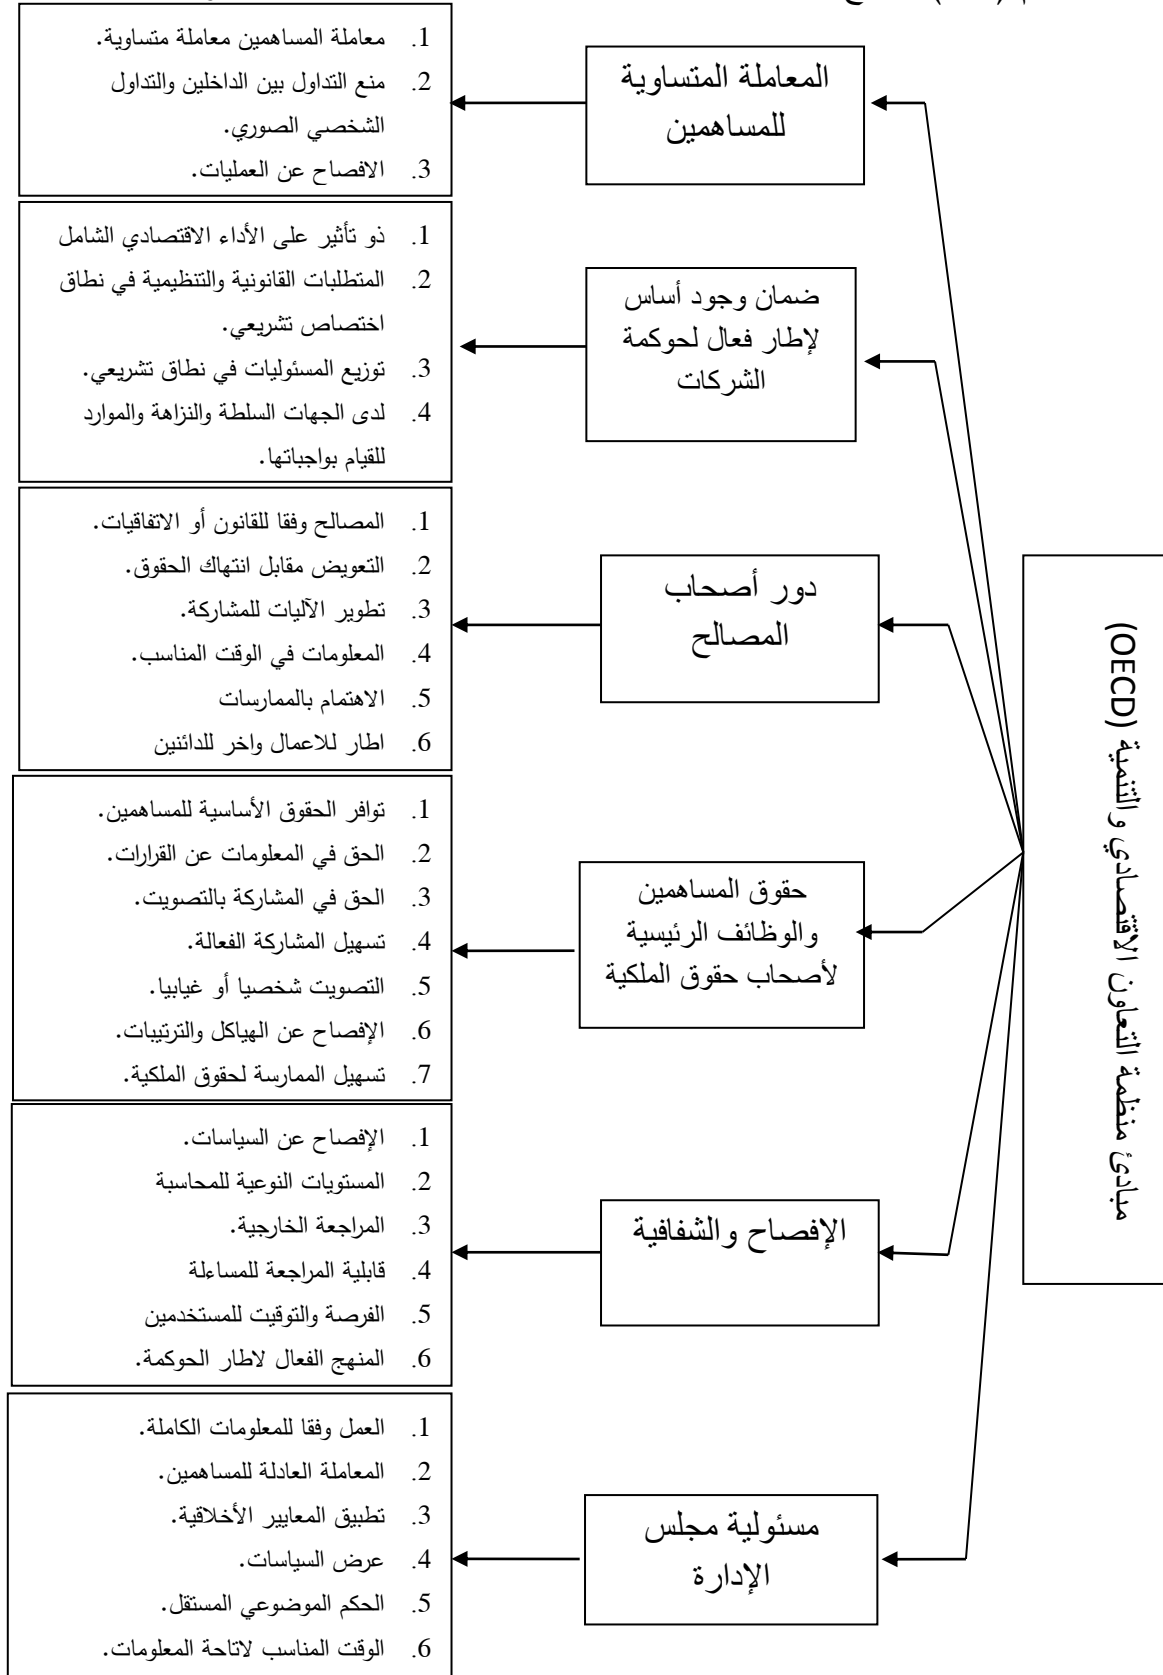 مبادئ منظمة التعاون الاقتصادي والتنمية (OECD)
المعاملة المتساوية
للمساهمين
1. معاملة المساهمين معاملة متساوية.
2. منع التداول بين الداخلين والتداول
الشخصي الصوري.
3. الافصاح عن العمليات.
ضمان وجود أساس
لإطار فعال لحوكمة
الشركات
1. ذو تأثير على الأداء الاقتصادي الشامل
2. المتطلبات القانونية والتنظيمية في نطاق
اختصاص تشريعي.
3. توزيع المسئوليات في نطاق تشريعي.
4. لدى الجهات السلطة والنزاهة والموارد
للقيام بواجباتها.
دور أصحاب
المصالح
1. المصالح وفقا للقانون أو الاتفاقيات.
2. التعويض مقابل انتهاك الحقوق.
3. تطوير الآليات للمشاركة.
4. المعلومات في الوقت المناسب.
5. الاهتمام بالممارسات
6. اطار للاعمال واخر للدائنين
حقوق المساهمين
والوظائف الرئيسية
لأصحاب حقوق الملكية
1. توافر الحقوق الأساسية للمساهمين.
2. الحق في المعلومات عن القرارات.
3. الحق في المشاركة بالتصويت.
4. تسهيل المشاركة الفعالة.
5. التصويت شخصيا أو غيابيا.
6. الإفصاح عن الهياكل والترتيبات.
7. تسهيل الممارسة لحقوق الملكية.
الإفصاح والشفافية
1. الإفصاح عن السياسات.
2. المستويات النوعية للمحاسبة
3. المراجعة الخارجية.
4. قابلية المراجعة للمساءلة
5. الفرصة والتوقيت للمستخدمين
6. المنهج الفعال لاطار الحوكمة.
مسئولية مجلس
الإدارة
1. العمل وفقا للمعلومات الكاملة.
2. المعاملة العادلة للمساهمين.
3. تطبيق المعايير الأخلاقية.
4. عرض السياسات.
5. الحكم الموضوعي المستقل.
6. الوقت المناسب لاتاحة المعلومات.